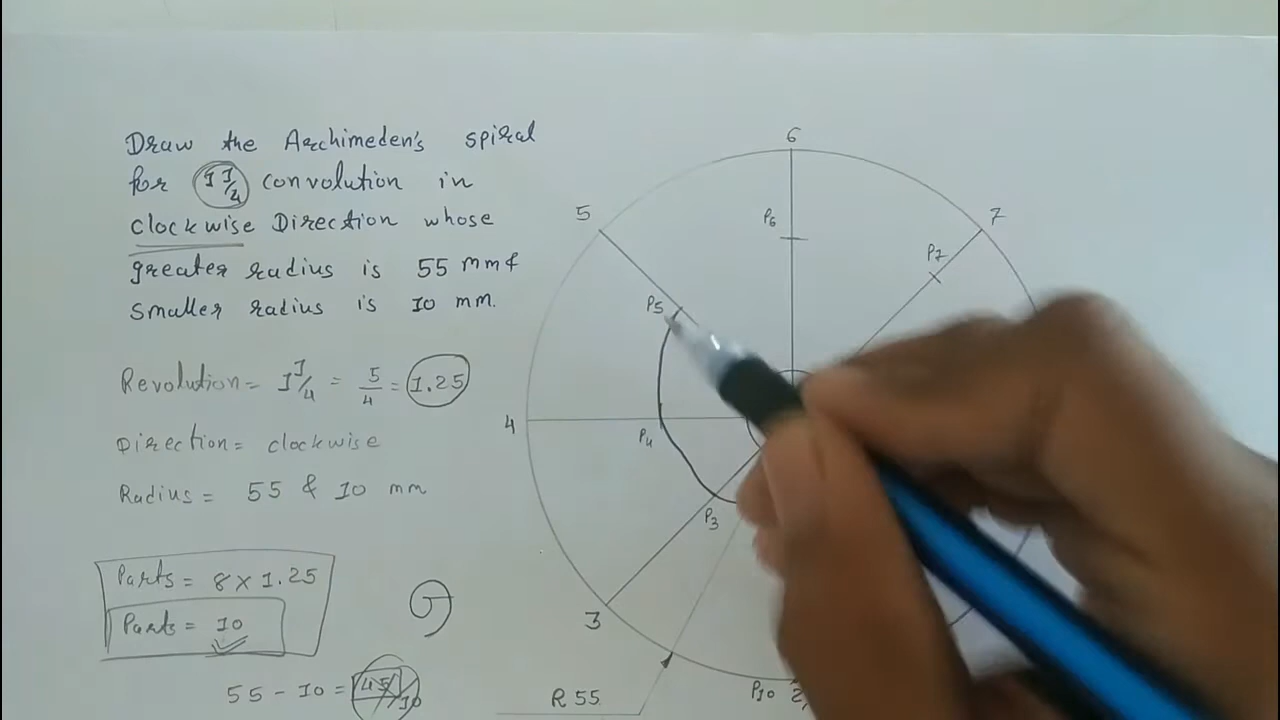 Draw the Archimeden's spiral
for 1 1/4 convolution in
clockwise Direction whose
greater radius is 55 mm &
smaller radius is 10 mm.
Revolution = 1 1/4 = 5/4 = 1.25
Direction = clockwise
Radius = 55 & 10 mm
Parts = 8 x 1.25
Parts = 10
55 - 10 = 45/10
6
5
7
P6
P7
P5
4
P4
P3
3
R 55
P10 2,